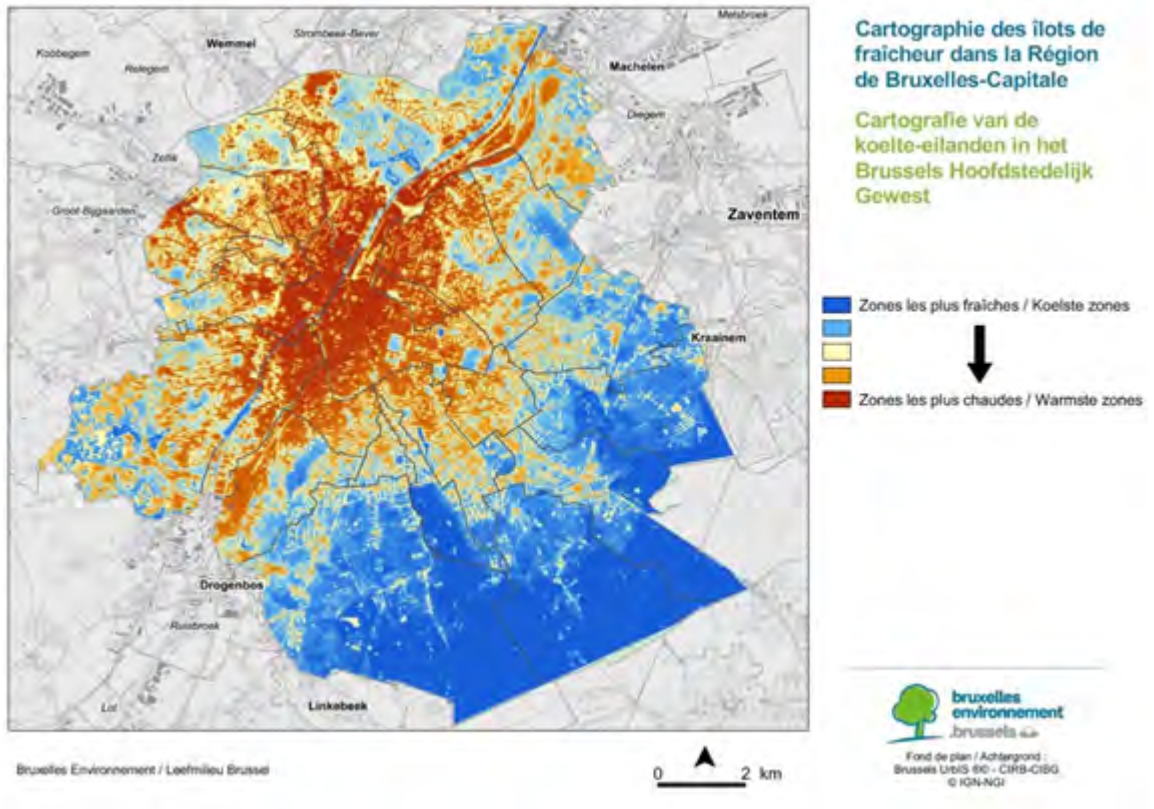 Cartographie des îlots de
fraîcheur dans la Région
de Bruxelles-Capitale
Cartografie van de
koelte-eilanden in het
Brussels Hoofdstedelijk
Gewest
Zones les plus fraîches / Koelste zones
Zones les plus chaudes / Warmste zones
Melsbroek
Strombeek-Bever
Wemmel
Kobbegem
Relegem
Machelen
Diegem
Zellik
Groot-Bijgaarden
Zaventem
Kraainem
Drogenbos
Ruisbroek
Linkebeek
Lot
bruxelles
environnement
.brussels
Fond de plan / Achtergrond :
Brussels UrbIS ®© - CIRB-CIBG
© IGN-NGI
Bruxelles Environnement / Leefmilieu Brussel
0 2 km